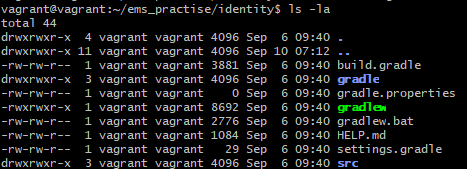 vagrant@vagrant:~/ems_practise/identity$ ls -la
total 44
drwxrwxr-x  4 vagrant vagrant 4096 Sep  6 09:40 .
drwxrwxr-x 11 vagrant vagrant 4096 Sep 10 07:12 ..
-rw-rw-r--  1 vagrant vagrant 3881 Sep  6 09:40 build.gradle
drwxrwxr-x  3 vagrant vagrant 4096 Sep  6 09:40 gradle
-rw-rw-r--  1 vagrant vagrant    0 Sep  6 09:40 gradle.properties
-rwxrwxr-x  1 vagrant vagrant 8692 Sep  6 09:40 gradlew
-rw-rw-r--  1 vagrant vagrant 2776 Sep  6 09:40 gradlew.bat
-rw-rw-r--  1 vagrant vagrant 1084 Sep  6 09:40 HELP.md
-rw-rw-r--  1 vagrant vagrant   29 Sep  6 09:40 settings.gradle
drwxrwxr-x  3 vagrant vagrant 4096 Sep  6 09:40 src